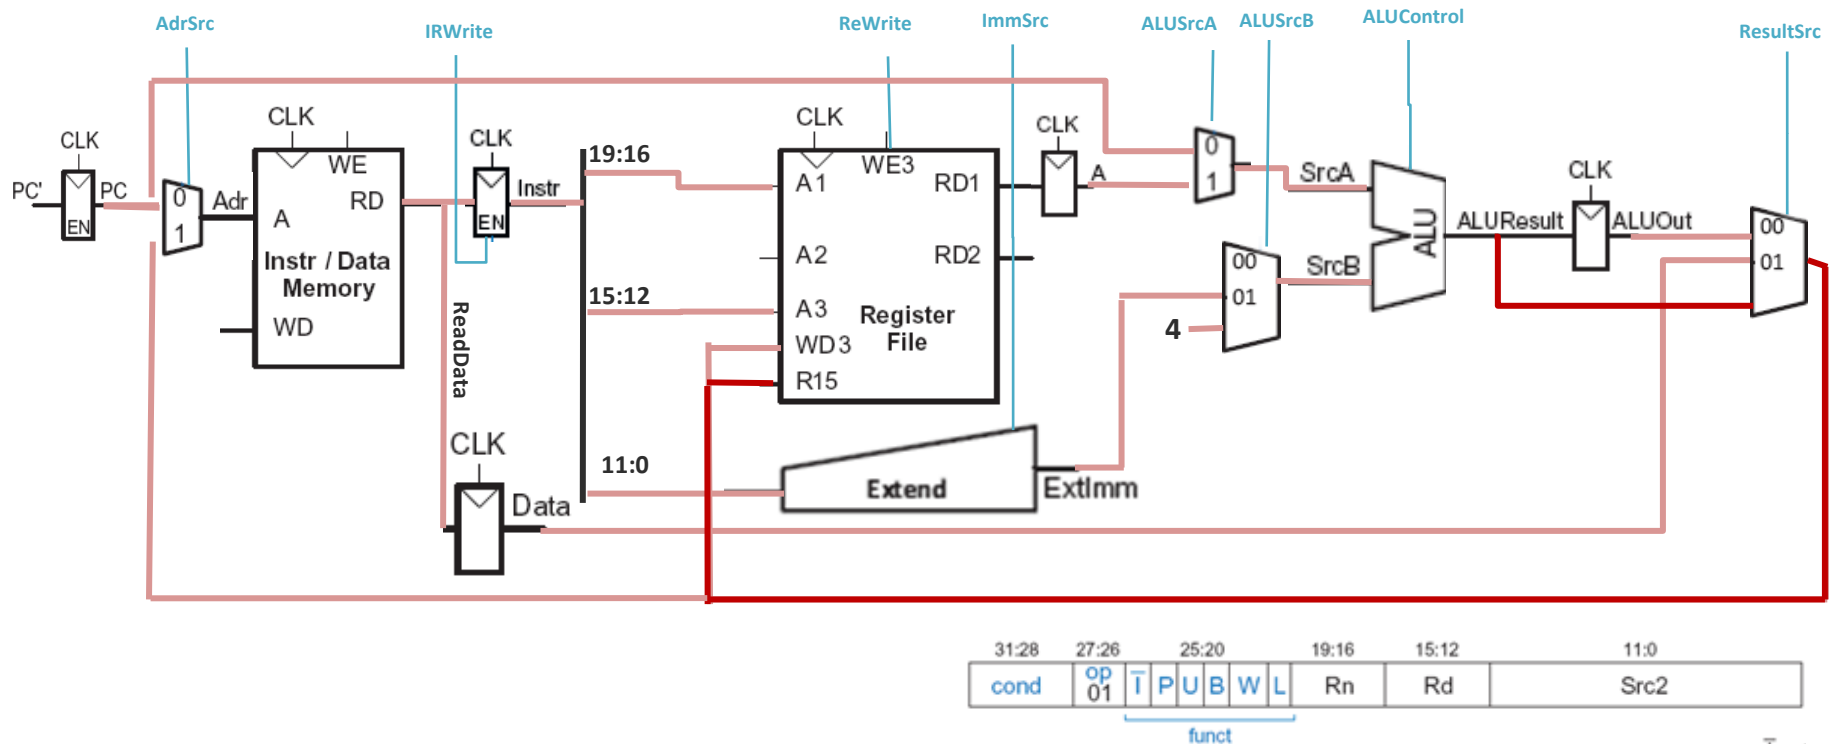 AdrSrc
IRWrite
ReWrite
ImmSrc
ALUSrcA
ALUSrcB
ALUControl
ResultSrc
CLK
PC'
PC
EN
0
1
Adr
CLK
WE
RD
A
Instr / Data
Memory
WD
CLK
EN
Instr
ReadData
CLK
Data
19:16
15:12
11:0
CLK
WE3
A1
RD1
A2
RD2
A3
Register
File
WD3
R15
Extend
ExtImm
CLK
A
0
1
SrcA
00
01
4
SrcB
ALU
ALUResult
CLK
ALUOut
00
01
31:28 27:26 25:20 19:16 15:12 11:0
cond op 01 I P U B W L Rn Rd Src2
funct